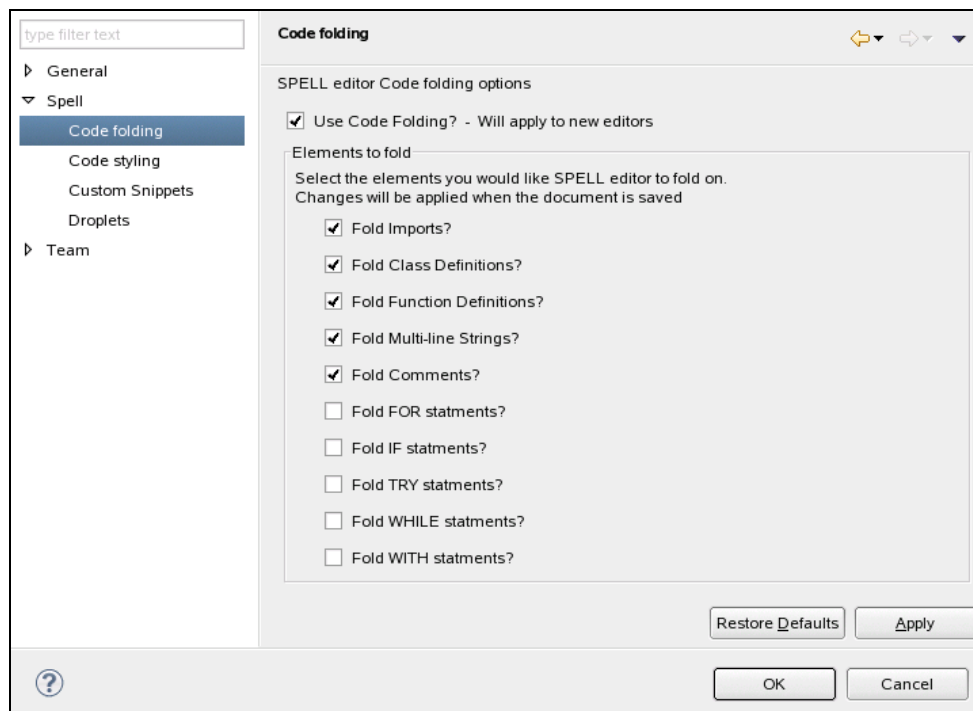 type filter text
General
Spell
Code folding
Code styling
Custom Snippets
Droplets
Team
Code folding
SPELL editor Code folding options
Use Code Folding?  -  Will apply to new editors
Elements to fold
Select the elements you would like SPELL editor to fold on.
Changes will be applied when the document is saved
Fold Imports?
Fold Class Definitions?
Fold Function Definitions?
Fold Multi-line Strings?
Fold Comments?
Fold FOR statments?
Fold IF statments?
Fold TRY statments?
Fold WHILE statments?
Fold WITH statments?
Restore Defaults
Apply
?
OK
Cancel